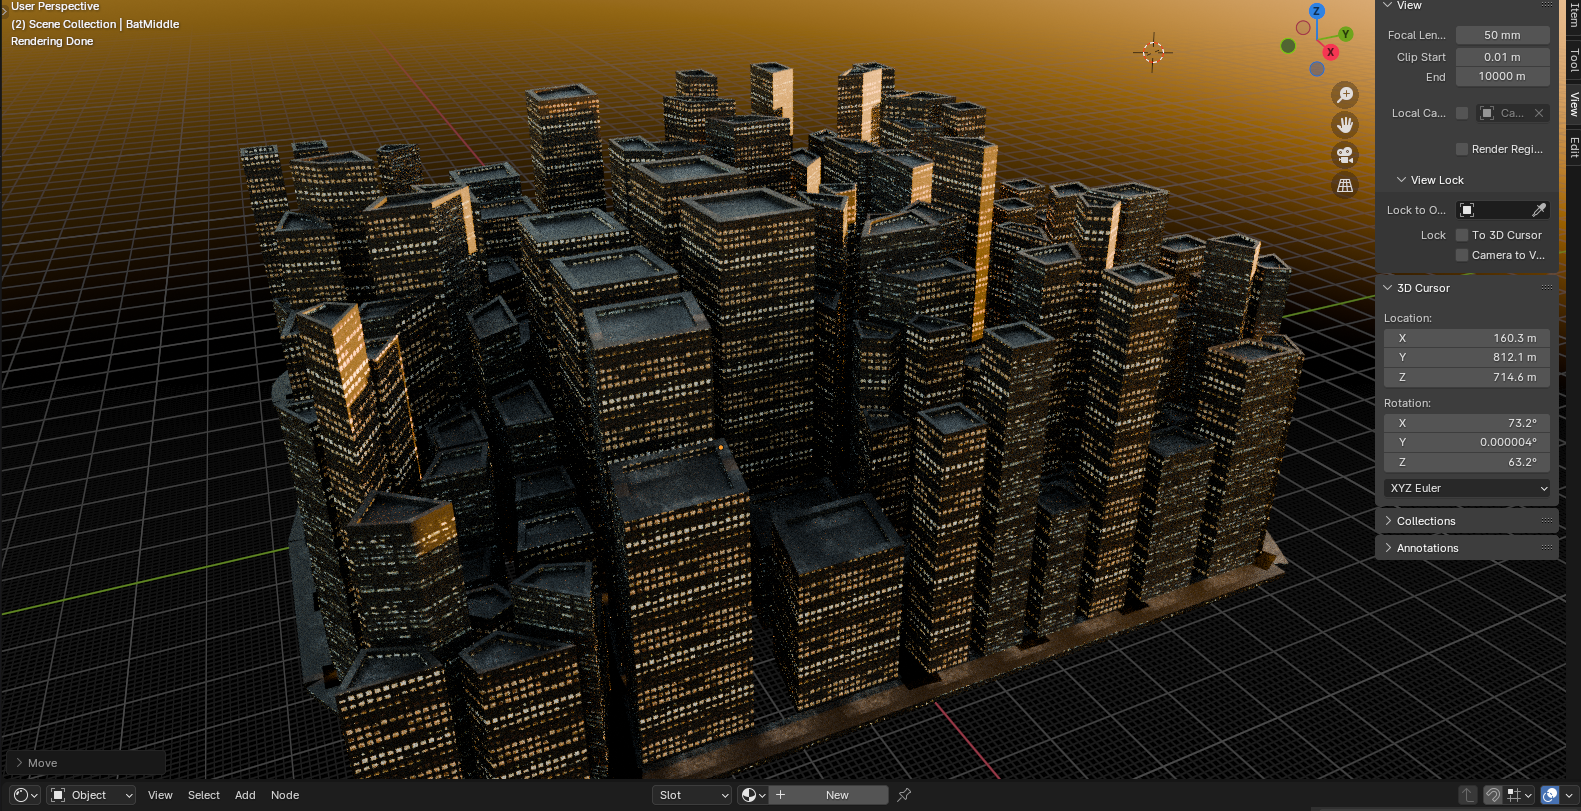 User Perspective
(2) Scene Collection | BatMiddle
Rendering Done
Z
Y
X
View
Focal Len... 50 mm
Clip Start 0.01 m
End 10000 m
Local Ca... Ca...
Render Regi...
View Lock
Lock to O...
Lock To 3D Cursor
Camera to V...
3D Cursor
Location:
X 160.3 m
Y 812.1 m
Z 714.6 m
Rotation:
X 73.2°
Y 0.000004°
Z 63.2°
XYZ Euler
Collections
Annotations
Item
Tool
View
Edit
Move
Object View Select Add Node Slot New